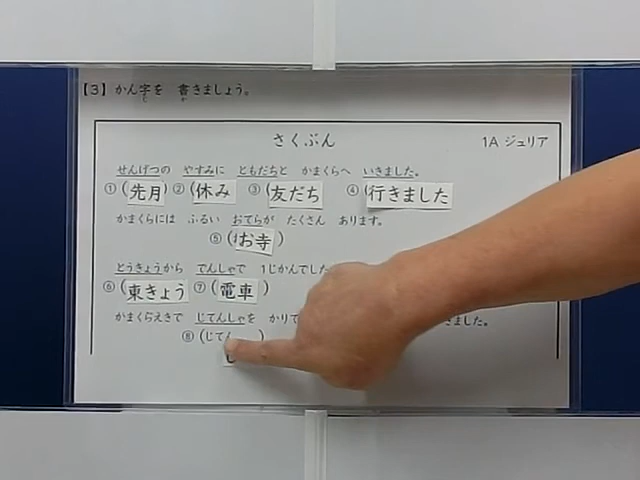 【3】 かん字を 書きましょう。
さくぶん 1A ジュリア
せんげつの やすみに ともだちと かまくらへ いきました。
①(先月) ②(休み) ③(友だち) ④(行きました
かまくらには ふるい おてらが たくさん あります。
⑤(お寺)
とうきょうから でんしゃで 1じかんでした
⑥(東きょう ⑦(電車)
かまくらえきで じてんしゃを かりて きました。
⑧(じてん )